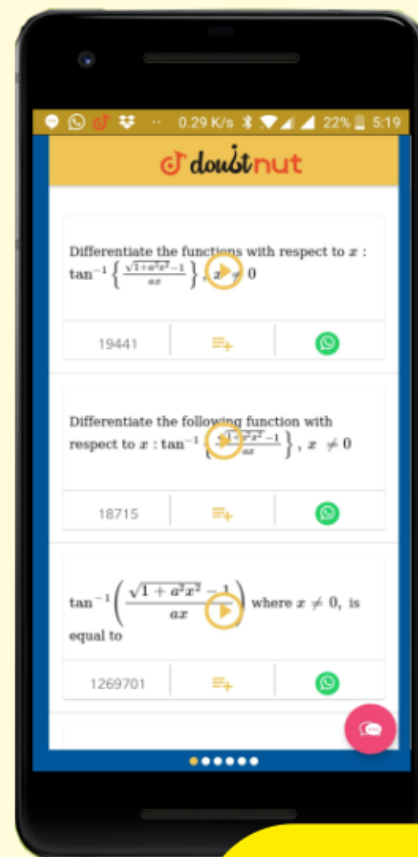 0.29 K/s 22% 5:19
doubtnut
Differentiate the functions with respect to x :
tan⁻¹ { (√(1+a²x²) − 1) / ax } , x ≠ 0
19441
Differentiate the following function with
respect to x : tan⁻¹ { (√(1+a²x²) − 1) / ax } , x ≠ 0
18715
tan⁻¹ ( (√(1 + a²x²) − 1) / ax ) where x ≠ 0, is
equal to
1269701